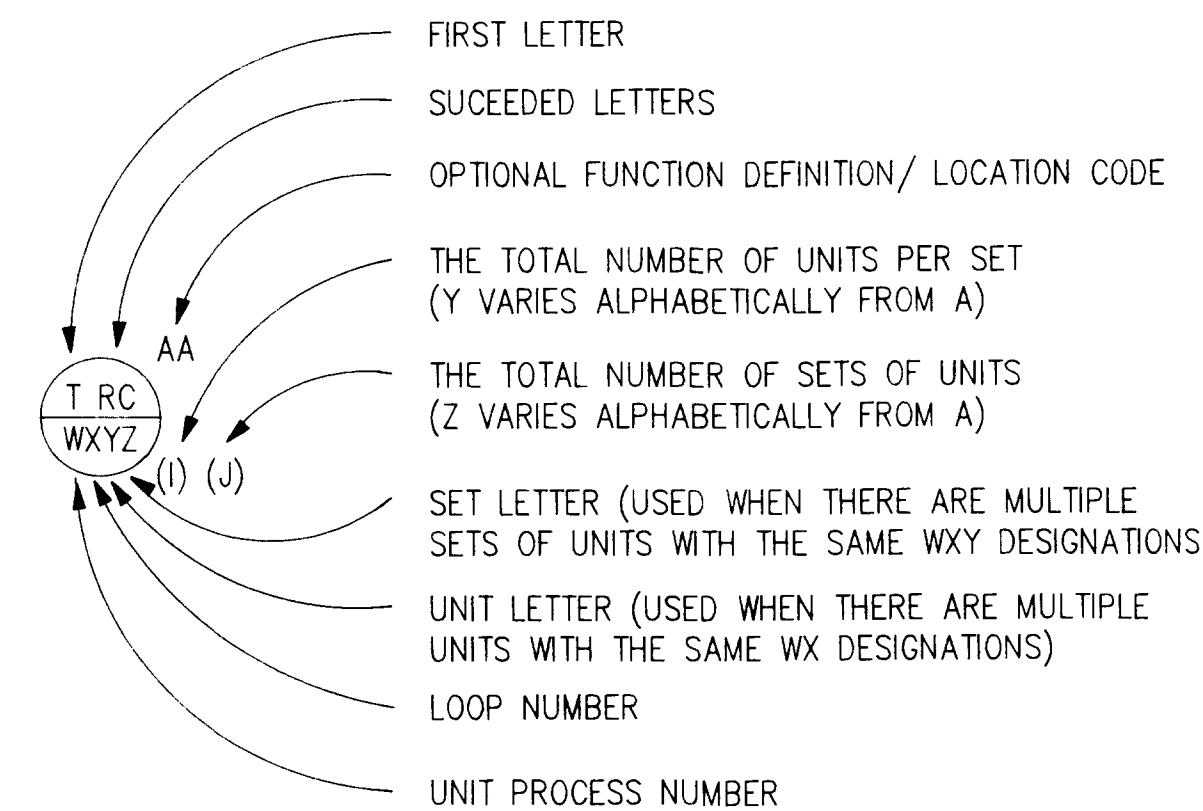 FIRST LETTER
SUCEEDED LETTERS
OPTIONAL FUNCTION DEFINITION/ LOCATION CODE
THE TOTAL NUMBER OF UNITS PER SET
(Y VARIES ALPHABETICALLY FROM A)
AA
THE TOTAL NUMBER OF SETS OF UNITS
(Z VARIES ALPHABETICALLY FROM A)
T RC
WXYZ
(I) (J)
SET LETTER (USED WHEN THERE ARE MULTIPLE
SETS OF UNITS WITH THE SAME WXY DESIGNATIONS
UNIT LETTER (USED WHEN THERE ARE MULTIPLE
UNITS WITH THE SAME WX DESIGNATIONS)
LOOP NUMBER
UNIT PROCESS NUMBER